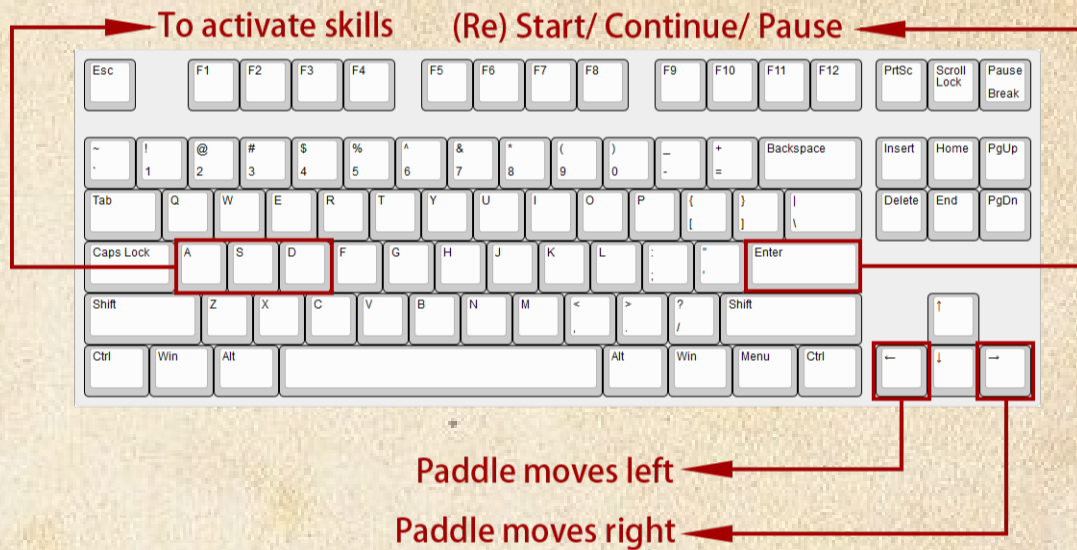 To activate skills (Re) Start/ Continue/ Pause
Esc F1 F2 F3 F4 F5 F6 F7 F8 F9 F10 F11 F12 PrtSc Scroll Lock Pause Break
~ ! @ # $ % ^ & * ( ) _ + Backspace Insert Home PgUp
` 1 2 3 4 5 6 7 8 9 0 - =
Tab Q W E R T Y U I O P { } | Delete End PgDn
[ ] \
Caps Lock A S D F G H J K L : " Enter
; '
Shift Z X C V B N M < > ? Shift ↑
, . /
Ctrl Win Alt Alt Win Menu Ctrl ← ↓ →
Paddle moves left
Paddle moves right